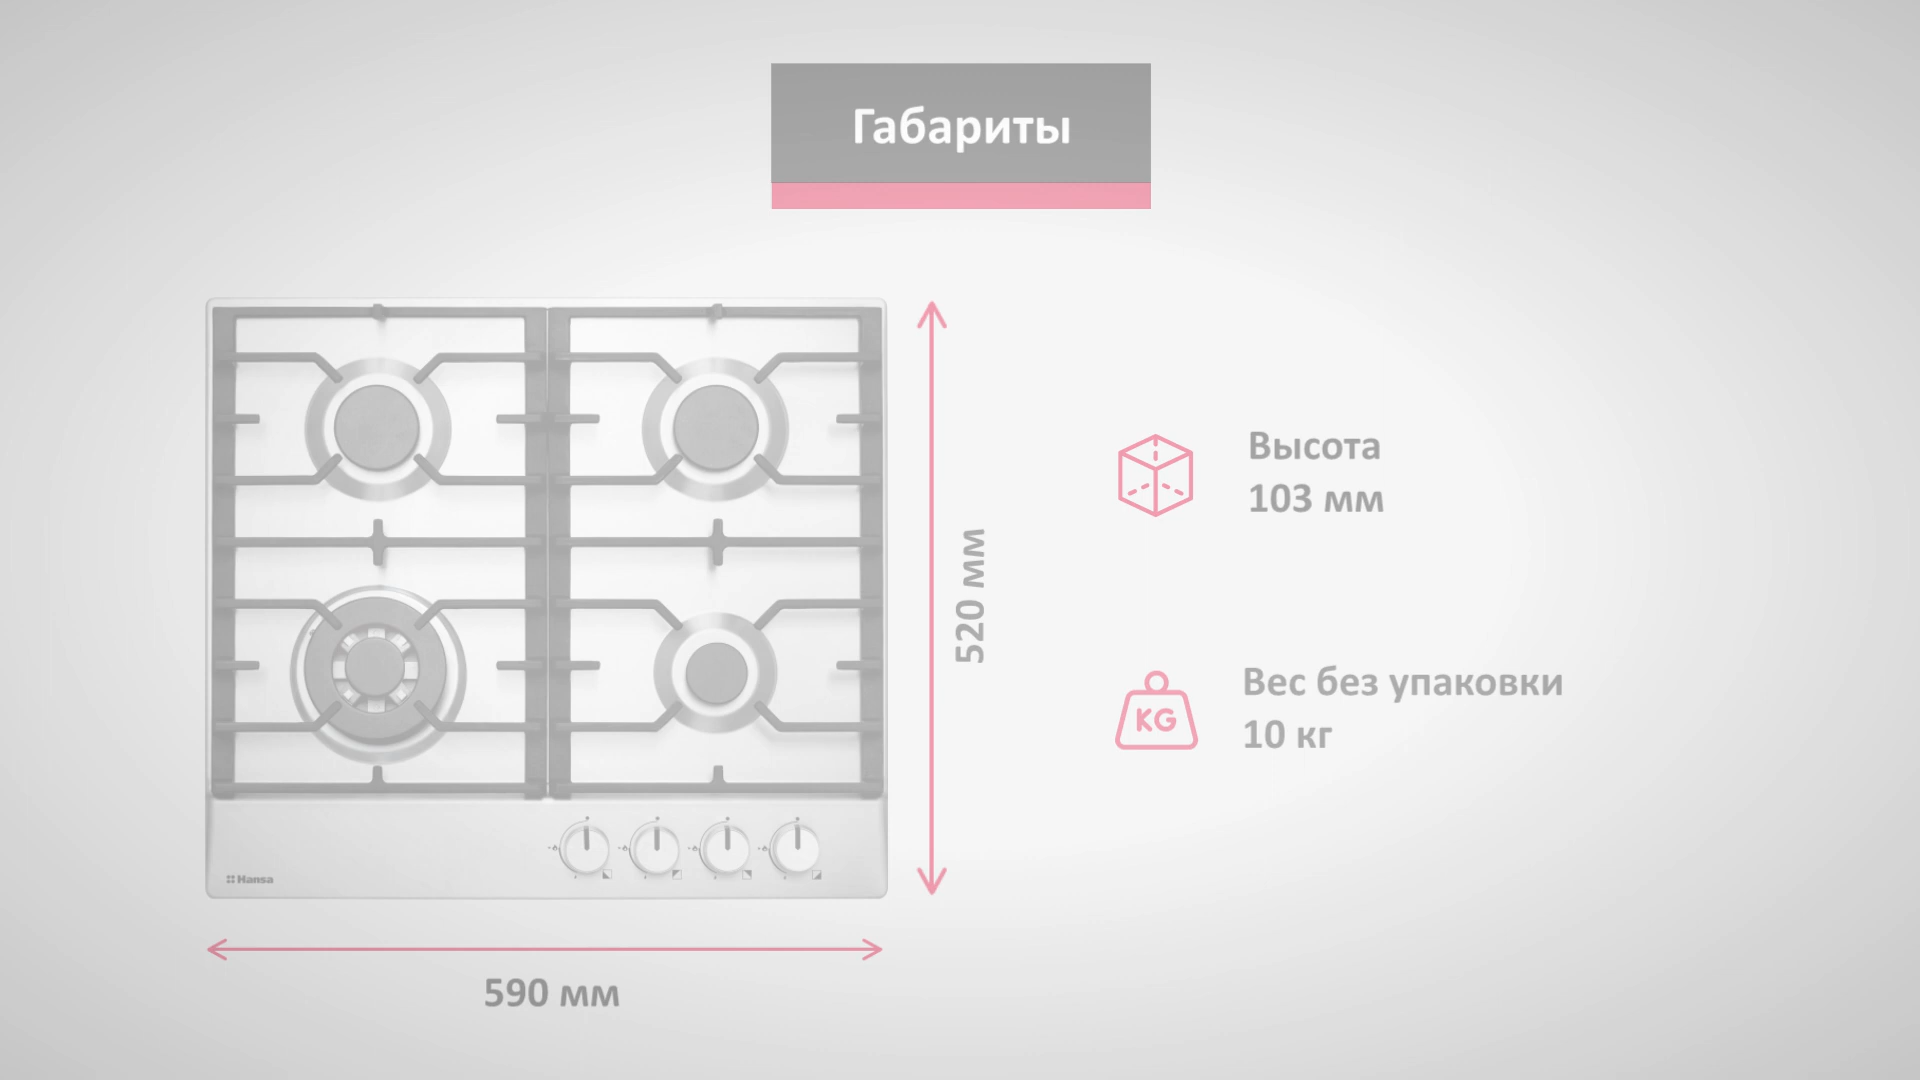 Габариты
520 мм
Высота
103 мм
Вес без упаковки
KG
10 кг
Hansa
590 мм